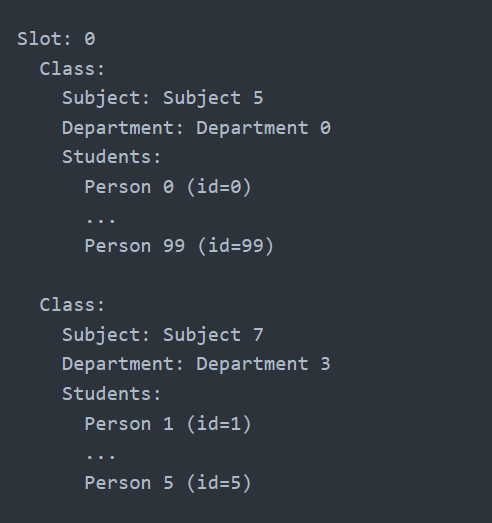 Slot: 0
  Class:
    Subject: Subject 5
    Department: Department 0
    Students:
      Person 0 (id=0)
      ...
      Person 99 (id=99)

  Class:
    Subject: Subject 7
    Department: Department 3
    Students:
      Person 1 (id=1)
      ...
      Person 5 (id=5)